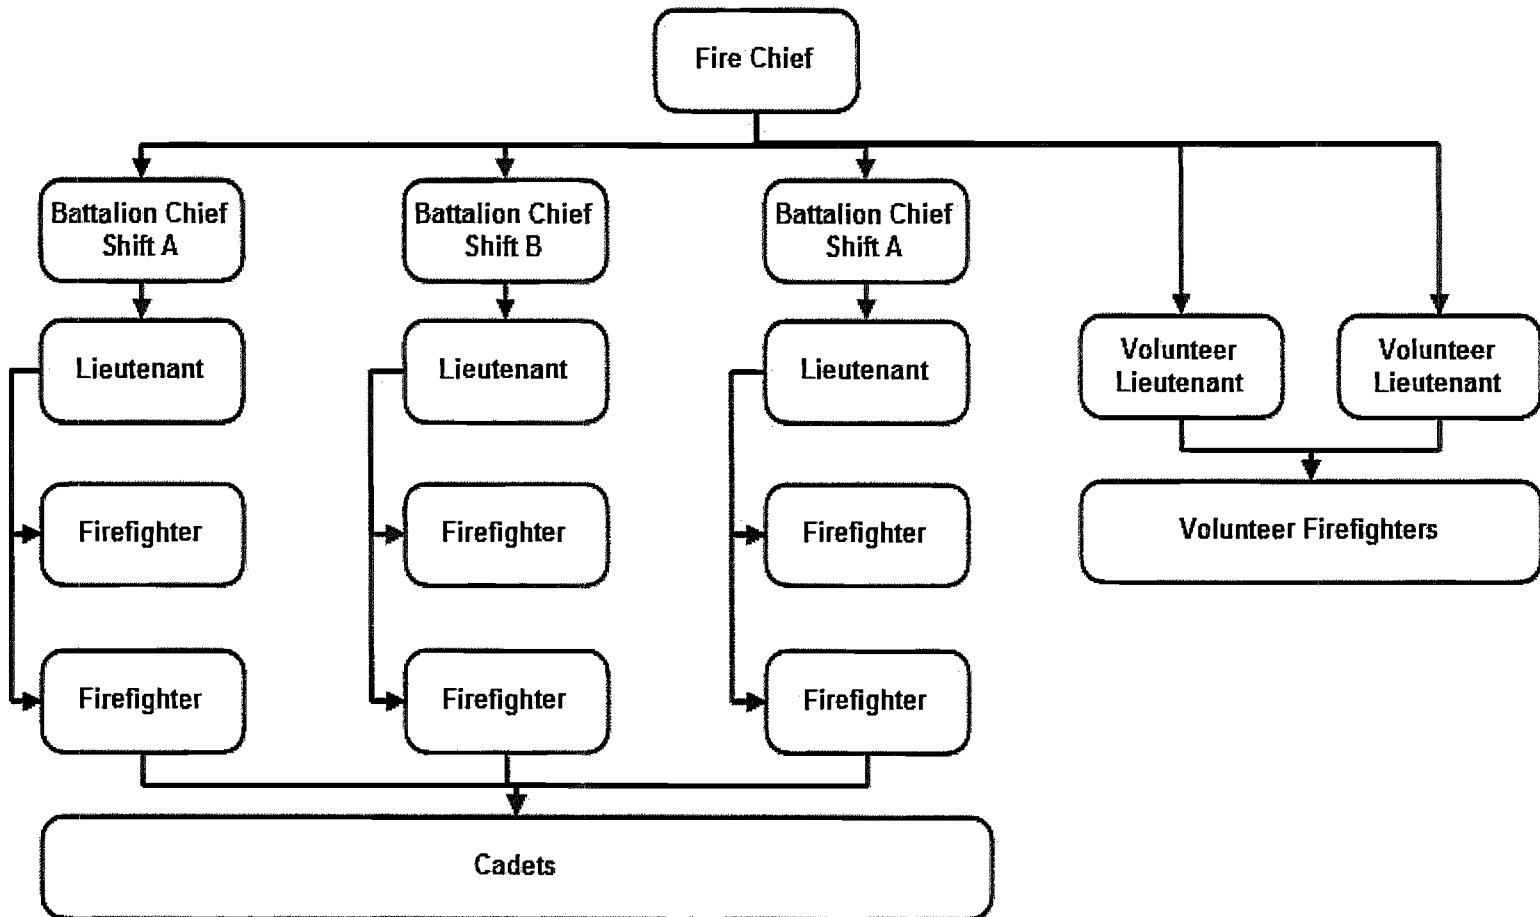 Fire Chief
Battalion Chief
Shift A
Battalion Chief
Shift B
Battalion Chief
Shift A
Lieutenant
Lieutenant
Lieutenant
Volunteer
Lieutenant
Volunteer
Lieutenant
Firefighter
Firefighter
Firefighter
Volunteer Firefighters
Firefighter
Firefighter
Firefighter
Cadets